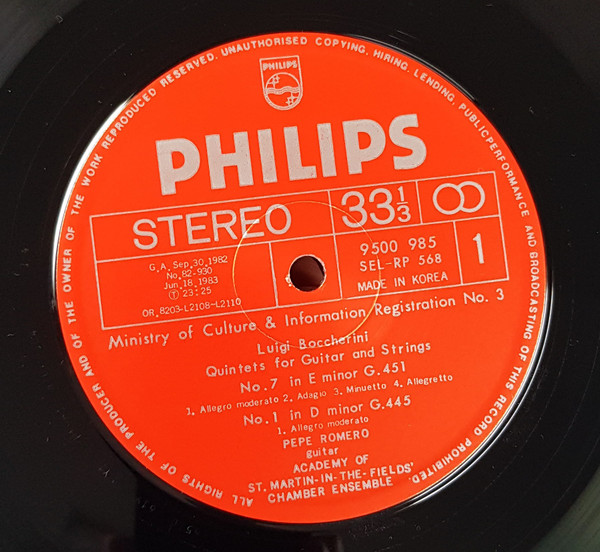 ALL RIGHTS OF THE PRODUCER AND OF THE OWNER OF THE WORK REPRODUCED RESERVED. UNAUTHORISED COPYING, HIRING, LENDING, PUBLIC PERFORMANCE AND BROADCASTING OF THIS RECORD PROHIBITED.
PHILIPS
PHILIPS
STEREO
33 1/3
G.A. Sep.30.1982
No.82-930
Jun.18.1983
Ⓣ 23:25
OR.8203-L2108-L2110
9500 985
SEL-RP 568
MADE IN KOREA
1
Ministry of Culture & Information Registration No. 3
Luigi Boccherini
Quintets for Guitar and Strings
No.7 in E minor G.451
1. Allegro moderato 2. Adagio 3. Minuetto 4. Allegretto
No.1 in D minor G.445
1. Allegro moderato
PEPE ROMERO
guitar
ACADEMY OF
ST. MARTIN-IN-THE-FIELDS'
CHAMBER ENSEMBLE